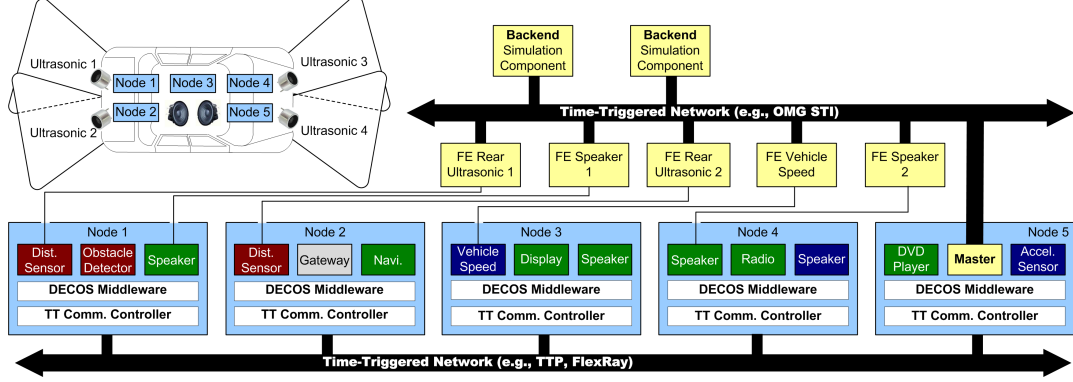 Ultrasonic 1
Ultrasonic 2
Ultrasonic 3
Ultrasonic 4
Node 1
Node 3
Node 4
Node 2
Node 5
Backend
Simulation
Component
Backend
Simulation
Component
Time-Triggered Network (e.g., OMG STI)
FE Rear
Ultrasonic 1
FE Speaker
1
FE Rear
Ultrasonic 2
FE Vehicle
Speed
FE Speaker
2
Node 1
Dist.
Sensor
Obstacle
Detector
Speaker
DECOS Middleware
TT Comm. Controller
Node 2
Dist.
Sensor
Gateway
Navi.
DECOS Middleware
TT Comm. Controller
Node 3
Vehicle
Speed
Display
Speaker
DECOS Middleware
TT Comm. Controller
Node 4
Speaker
Radio
Speaker
DECOS Middleware
TT Comm. Controller
Node 5
DVD
Player
Master
Accel.
Sensor
DECOS Middleware
TT Comm. Controller
Time-Triggered Network (e.g., TTP, FlexRay)